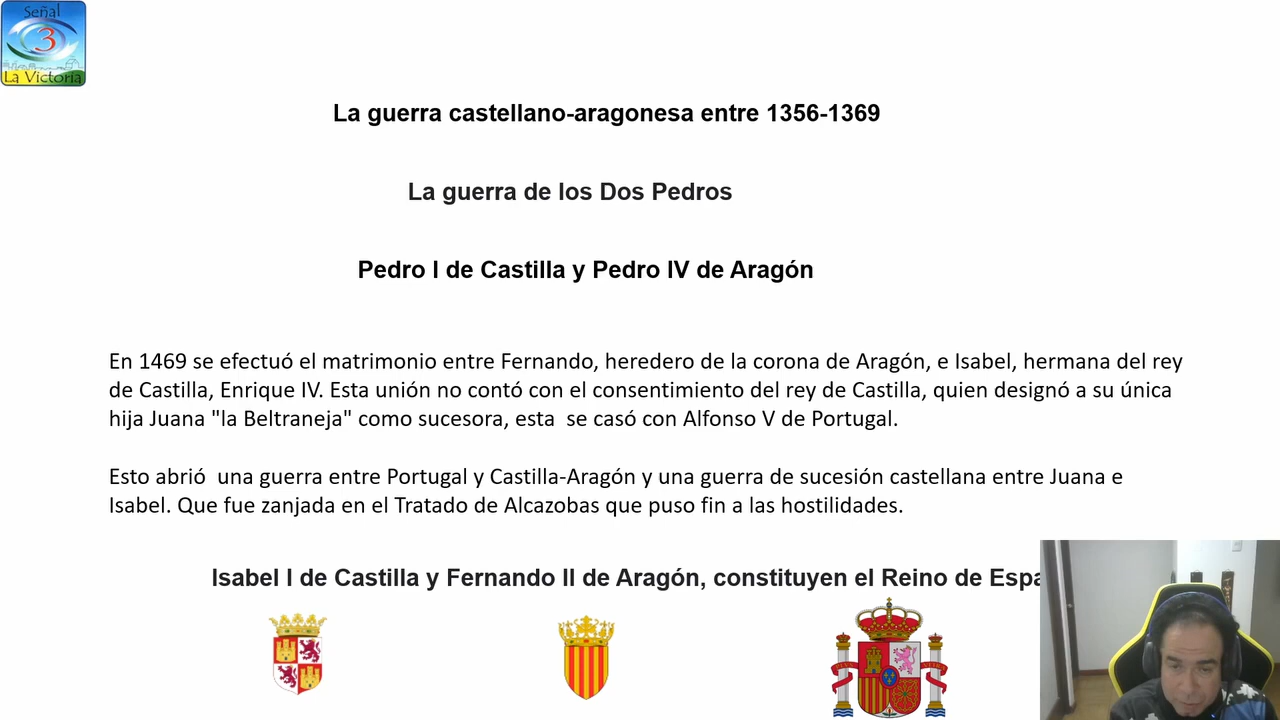 Señal
3
La Victoria
La guerra castellano-aragonesa entre 1356-1369
La guerra de los Dos Pedros
Pedro I de Castilla y Pedro IV de Aragón
En 1469 se efectuó el matrimonio entre Fernando, heredero de la corona de Aragón, e Isabel, hermana del rey
de Castilla, Enrique IV. Esta unión no contó con el consentimiento del rey de Castilla, quien designó a su única
hija Juana "la Beltraneja" como sucesora, esta  se casó con Alfonso V de Portugal.
Esto abrió  una guerra entre Portugal y Castilla-Aragón y una guerra de sucesión castellana entre Juana e
Isabel. Que fue zanjada en el Tratado de Alcazobas que puso fin a las hostilidades.
Isabel I de Castilla y Fernando II de Aragón, constituyen el Reino de Espa